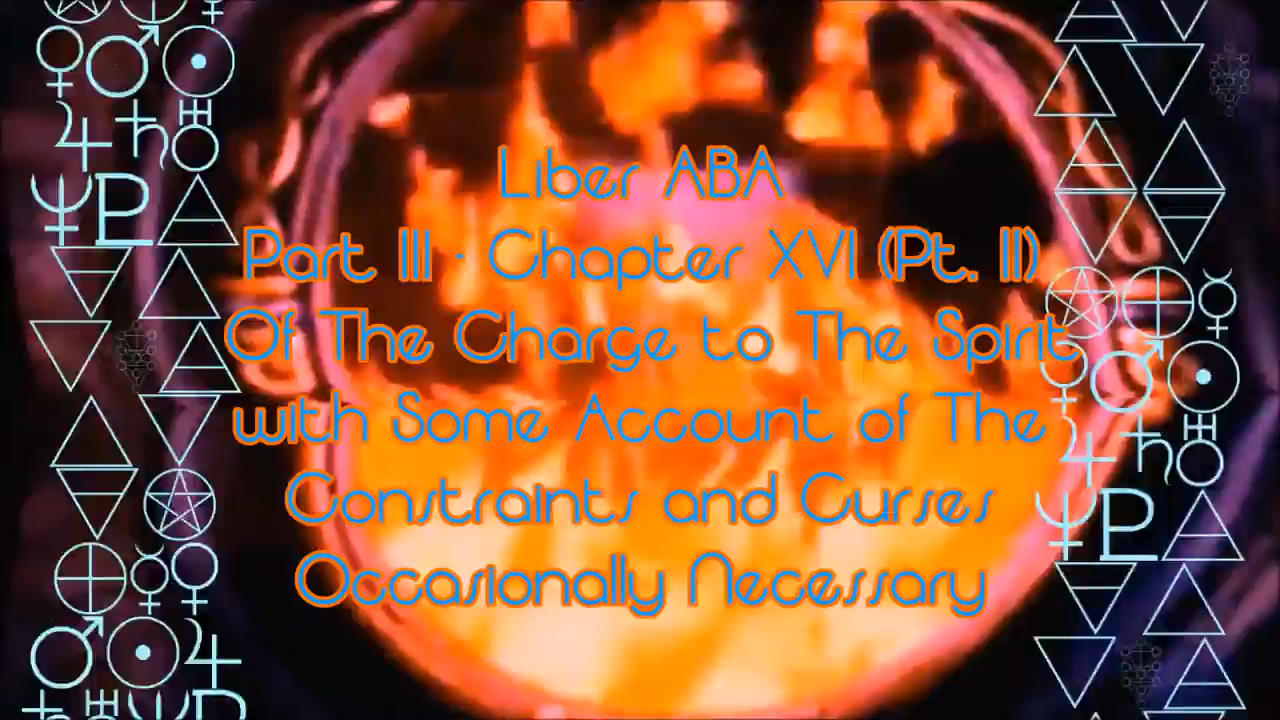 Liber ABA
Part III · Chapter XVI (Pt. II)
Of The Charge to The Spirit
with Some Account of The
Constraints and Curses
Occasionally Necessary